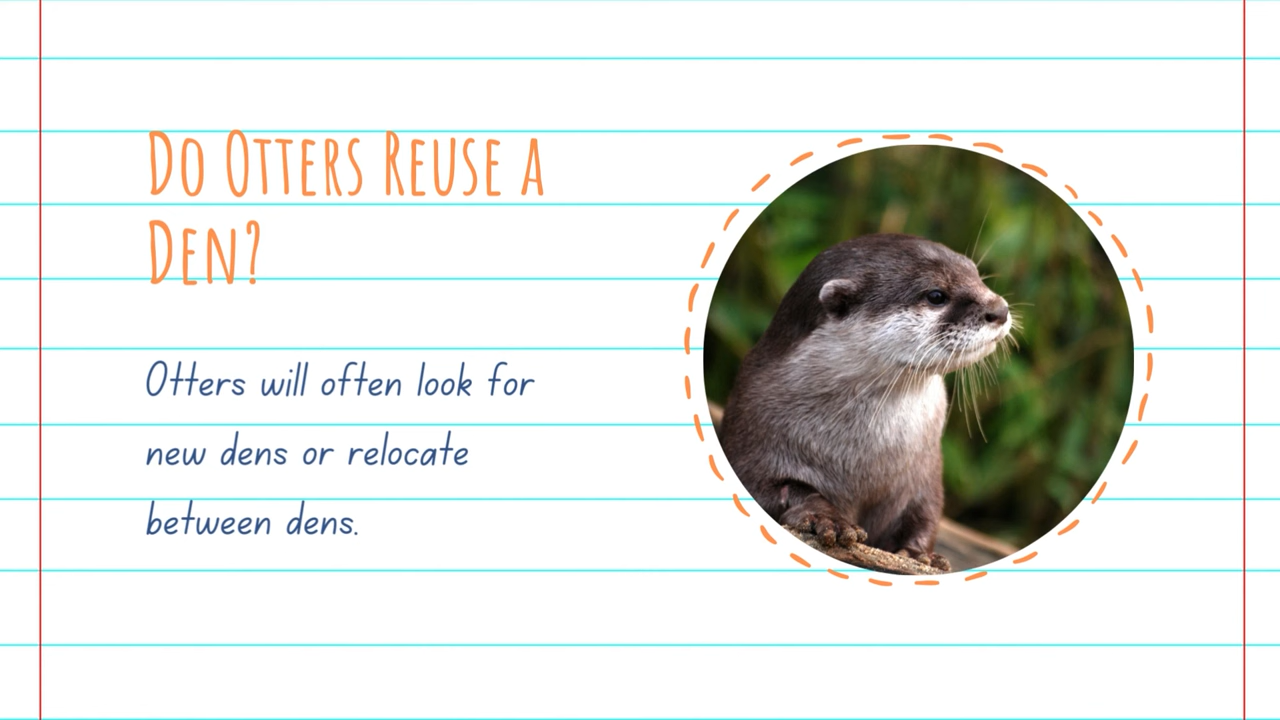 Do Otters Reuse a
Den?
Otters will often look for
new dens or relocate
between dens.